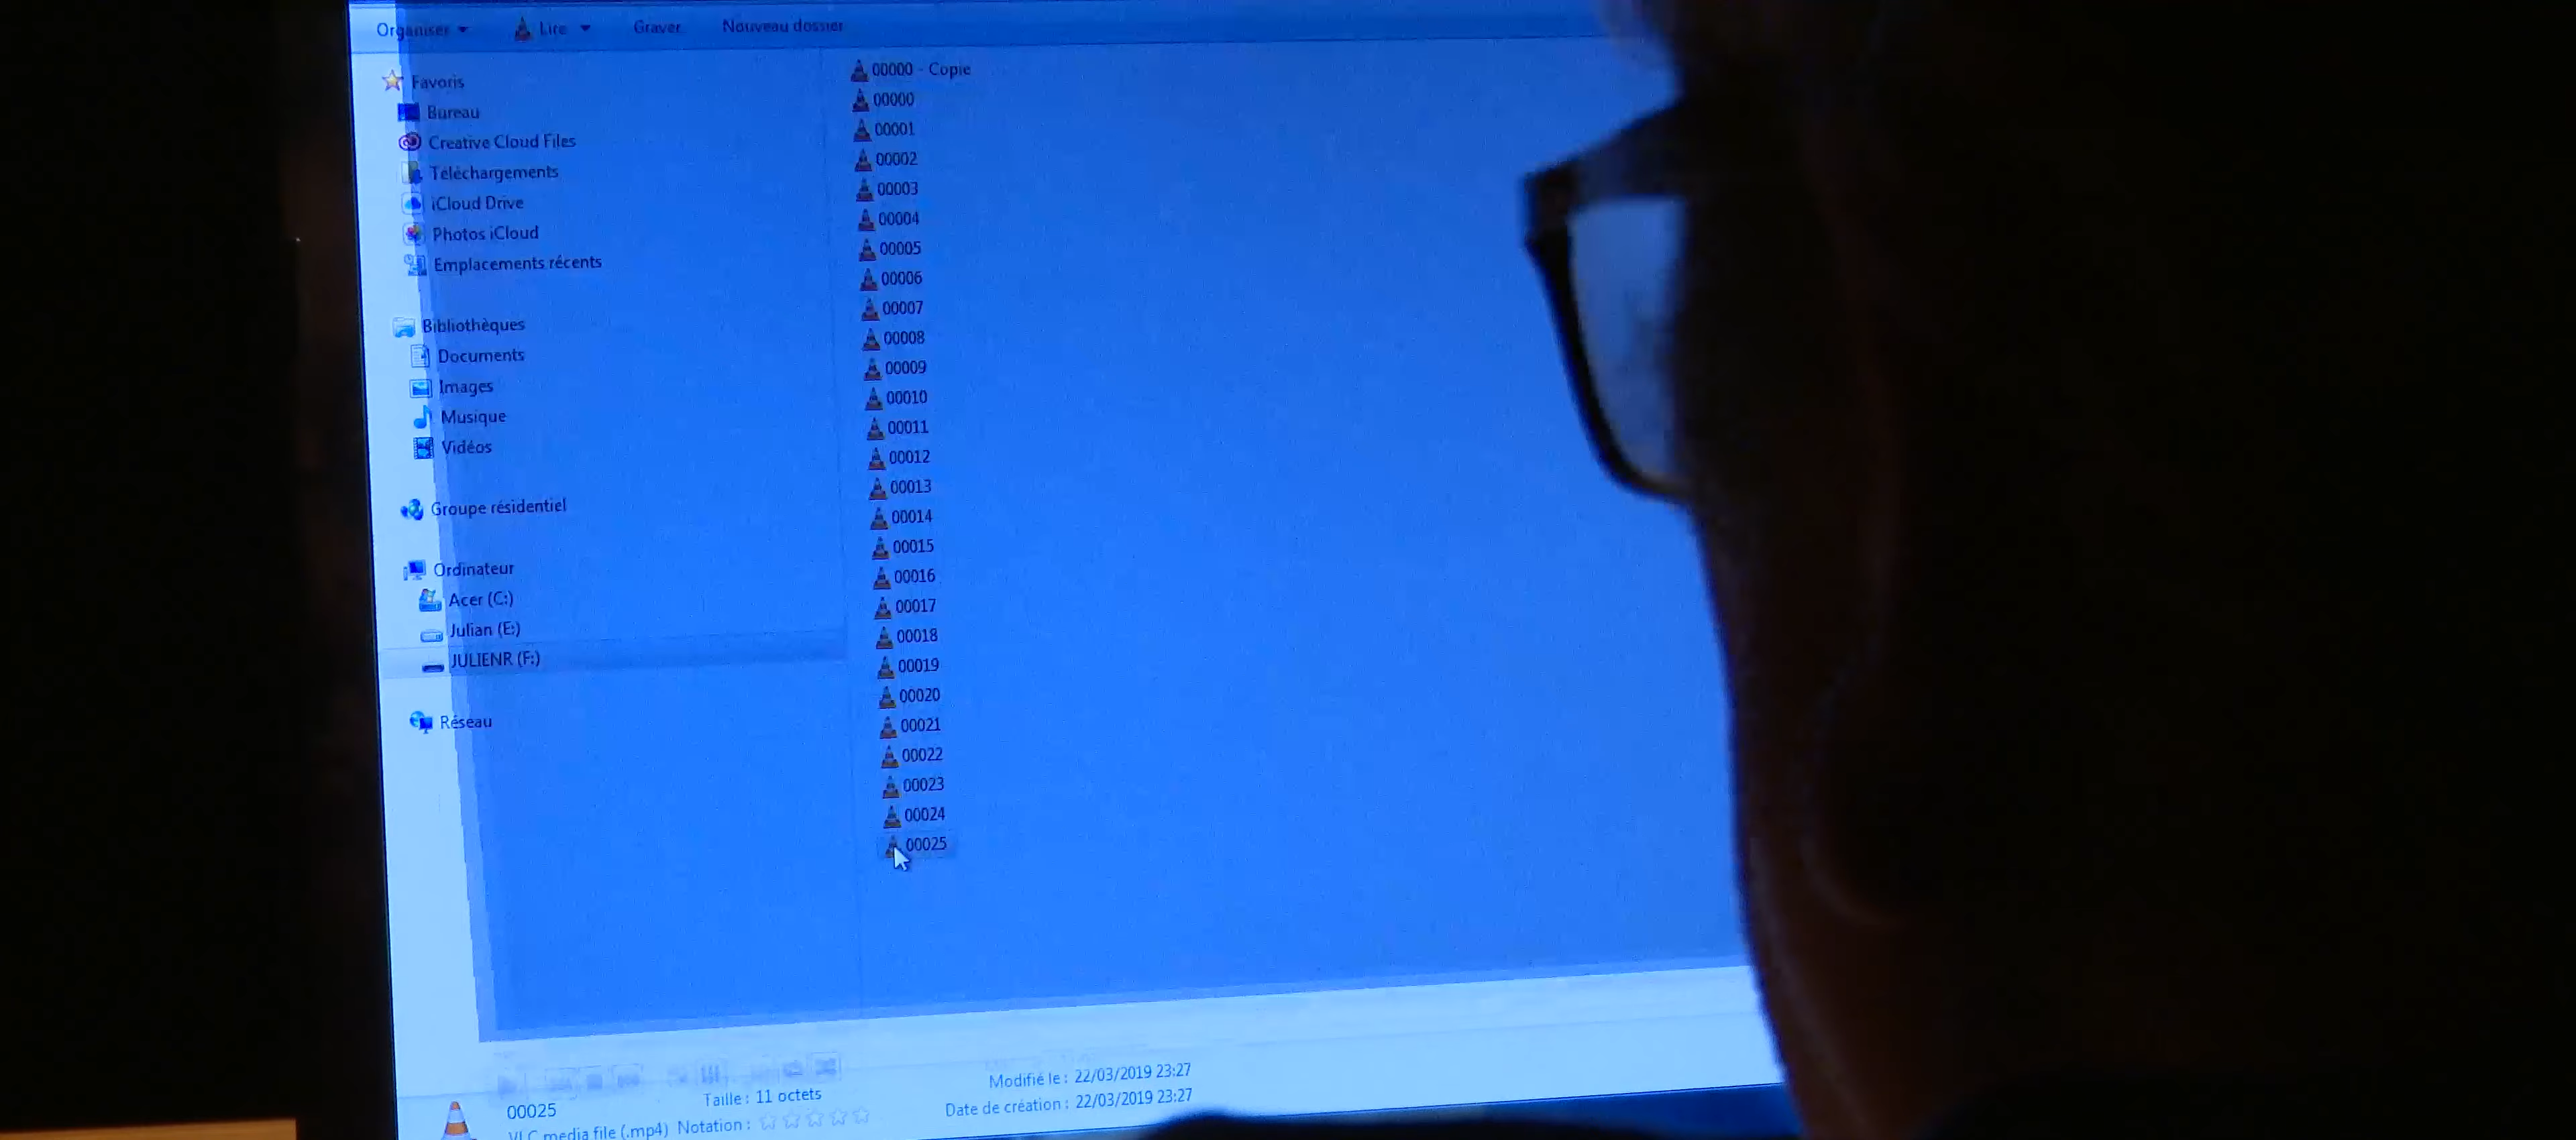 Organiser
Lire
Graver
Nouveau dossier
Favoris
Bureau
Creative Cloud Files
Téléchargements
iCloud Drive
Photos iCloud
Emplacements récents
Bibliothèques
Documents
Images
Musique
Vidéos
Groupe résidentiel
Ordinateur
Acer (C:)
Julian (E:)
JULIENR (F:)
Réseau
00000 - Copie
00000
00001
00002
00003
00004
00005
00006
00007
00008
00009
00010
00011
00012
00013
00014
00015
00016
00017
00018
00019
00020
00021
00022
00023
00024
00025
00025
Taille : 11 octets
Modifié le : 22/03/2019 23:27
VLC media file (.mp4)
Notation :
Date de création : 22/03/2019 23:27